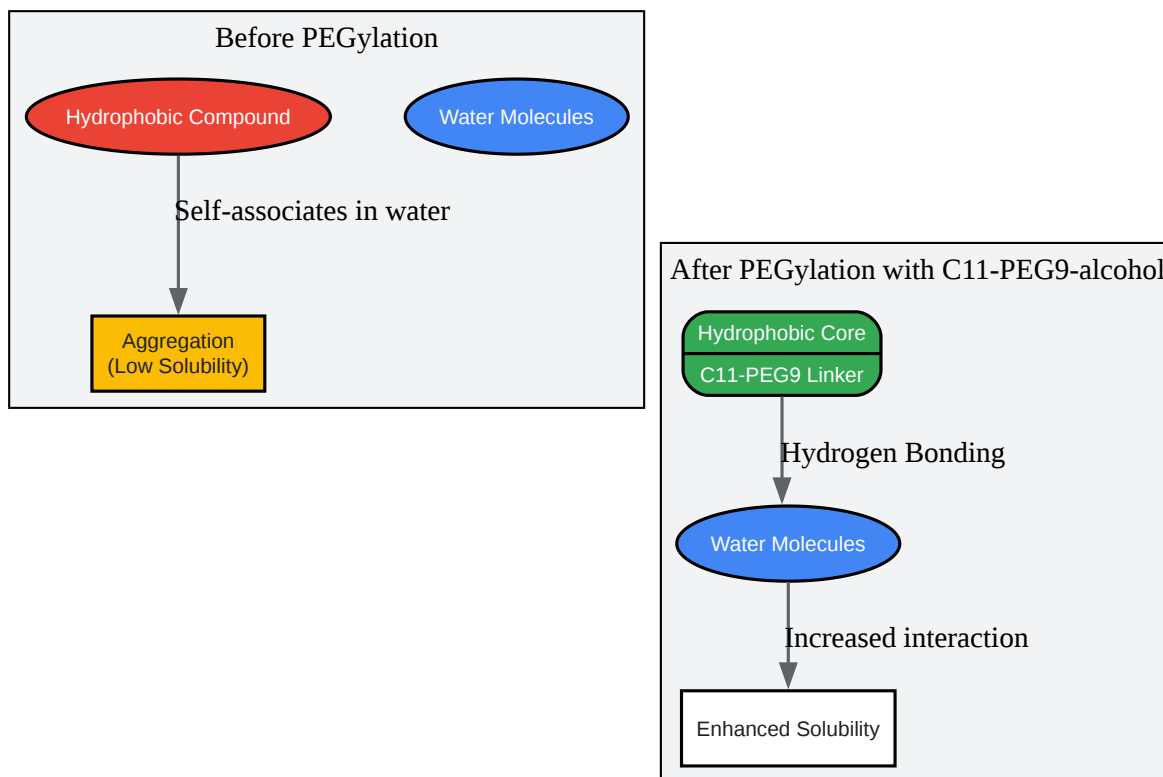 Before PEGylation
Hydrophobic Compound
Water Molecules
Self-associates in water
Aggregation
(Low Solubility)
After PEGylation with C11-PEG9-alcohol
Hydrophobic Core
C11-PEG9 Linker
Hydrogen Bonding
Water Molecules
Increased interaction
Enhanced Solubility